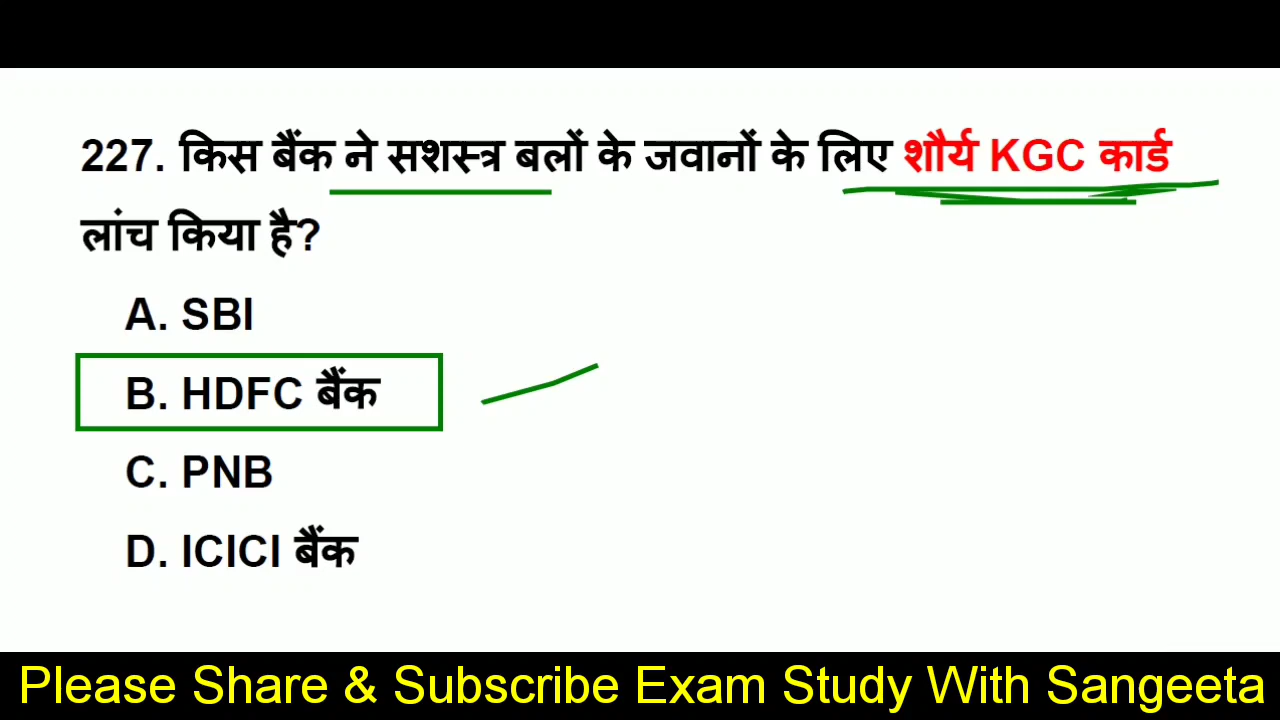 227. किस बैंक ने सशस्त्र बलों के जवानों के लिए शौर्य KGC कार्ड
लांच किया है?
A. SBI
B. HDFC बैंक
C. PNB
D. ICICI बैंक
Please Share & Subscribe Exam Study With Sangeeta